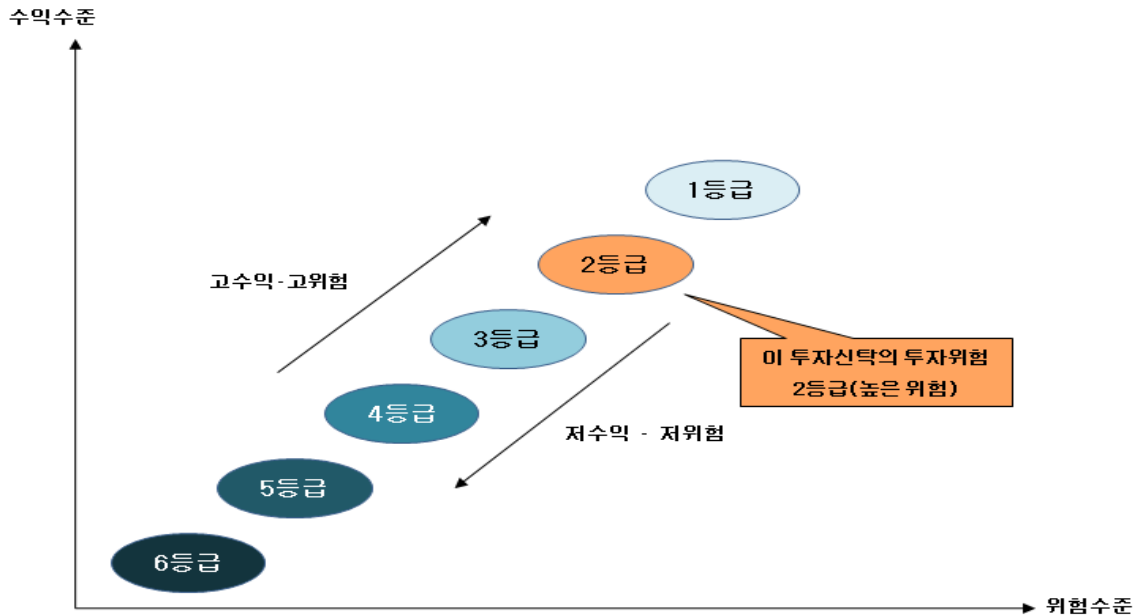 수익수준
1등급
2등급
고수익-고위험
3등급
이 투자신탁의 투자위험
2등급(높은 위험)
4등급
저수익 - 저위험
5등급
6등급
위험수준